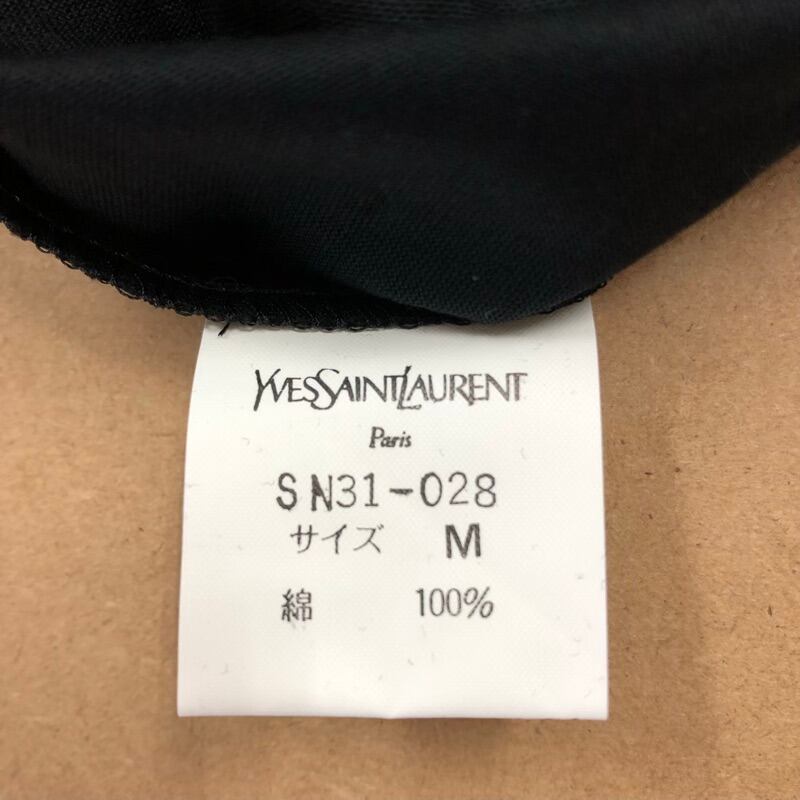 YVESSAINTLAURENT
Paris
SN31-028
サイズ M
綿 100%